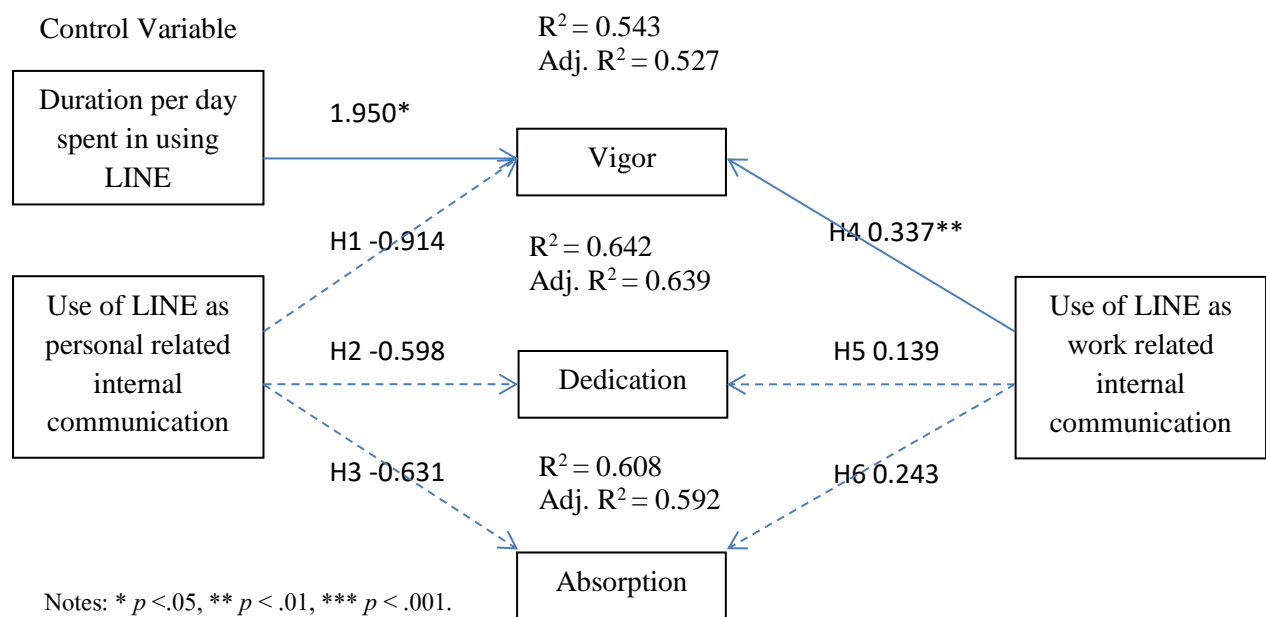 Control Variable
R² = 0.543
Adj. R² = 0.527
Duration per day
spent in using
LINE
1.950*
Vigor
H1 -0.914
R² = 0.642
Adj. R² = 0.639
H4 0.337**
Use of LINE as
personal related
internal
communication
H2 -0.598
Dedication
H5 0.139
Use of LINE as
work related
internal
communication
H3 -0.631
R² = 0.608
Adj. R² = 0.592
H6 0.243
Absorption
Notes: * p <.05, ** p < .01, *** p < .001.